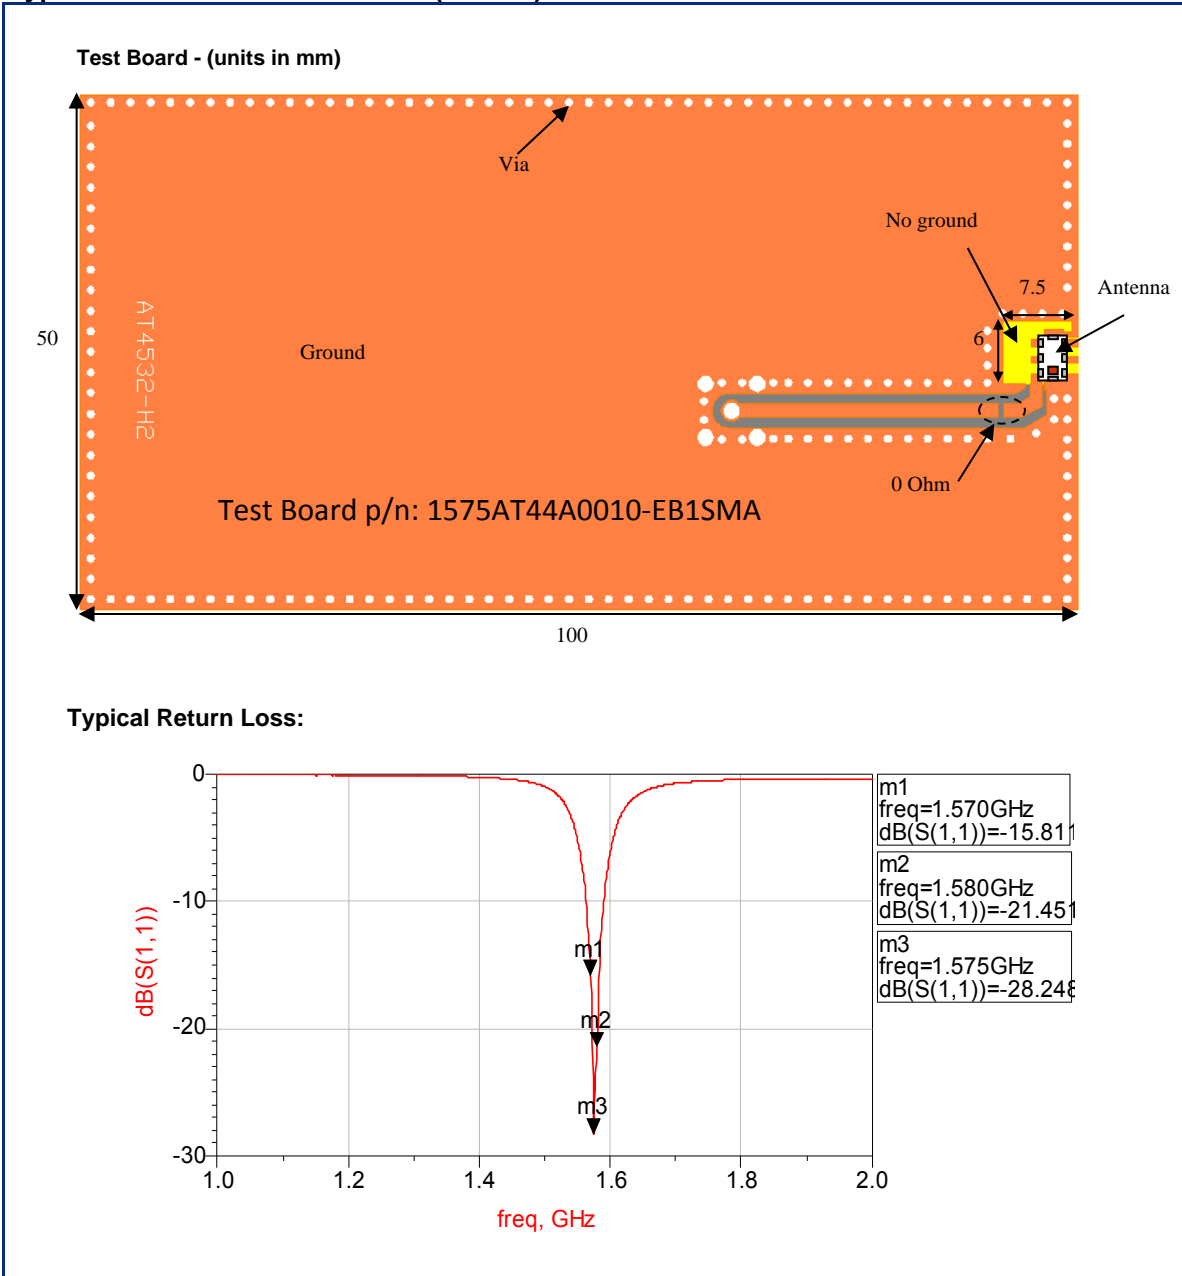 Test Board - (units in mm)
Via
No ground
7.5
Antenna
50
6
Ground
AT4532-H2
0 Ohm
Test Board p/n: 1575AT44A0010-EB1SMA
100
Typical Return Loss:
0
-10
-20
-30
dB(S(1,1))
m1
m2
m3
1.0 1.2 1.4 1.6 1.8 2.0
freq, GHz
m1
freq=1.570GHz
dB(S(1,1))=-15.811
m2
freq=1.580GHz
dB(S(1,1))=-21.451
m3
freq=1.575GHz
dB(S(1,1))=-28.248